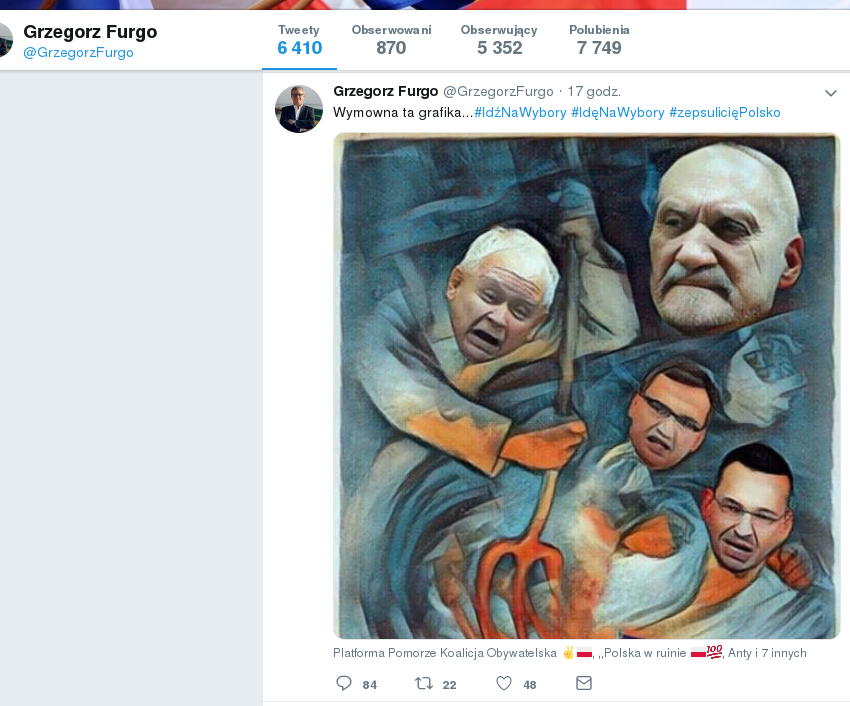 Grzegorz Furgo
@GrzegorzFurgo
Tweety Obserwowani Obserwujący Polubienia
6 410 870 5 352 7 749
Grzegorz Furgo @GrzegorzFurgo · 17 godz.
Wymowna ta grafika...#IdźNaWybory #IdęNaWybory #zepsulicięPolsko
Platforma Pomorze Koalicja Obywatelska ✌️🇵🇱, ,,Polska w ruinie 🇵🇱💯, Anty i 7 innych
84 22 48